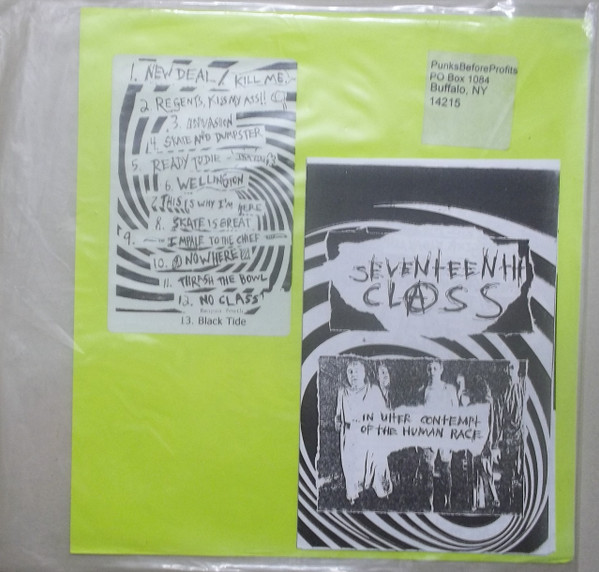 1. NEW DEAL / KILL ME
2. REGENTS, KISS MY ASS!!
3.
4. SKATE AND DUMPSTER
5. READY TO DIE
6. WELLINGTON
7. THIS IS WHY I'M HERE
8. SKATE IS GREAT
9. IMPALE TO THE CHIEF
10. NOWHERE
11. THRASH THE BOWL
12. NO CLASS
13. Black Tide
PunksBeforeProfits
PO Box 1084
Buffalo, NY
14215
SEVENTEENTH
CLASS
...IN UTTER CONTEMPT
OF THE HUMAN RACE